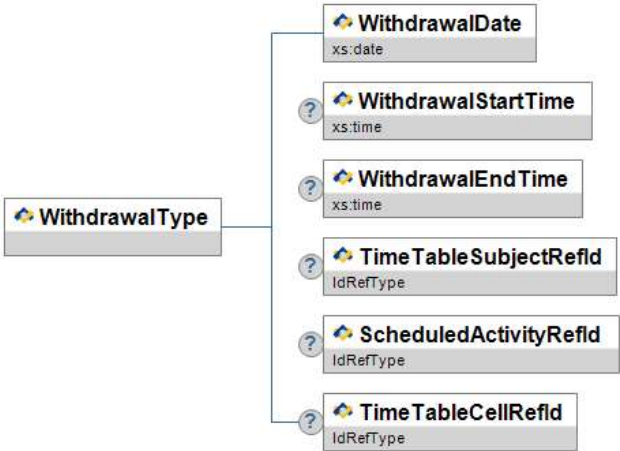 WithdrawalDate
xs:date
?
WithdrawalStartTime
xs:time
?
WithdrawalEndTime
xs:time
WithdrawalType
?
TimeTableSubjectRefId
IdRefType
?
ScheduledActivityRefId
IdRefType
?
TimeTableCellRefId
IdRefType